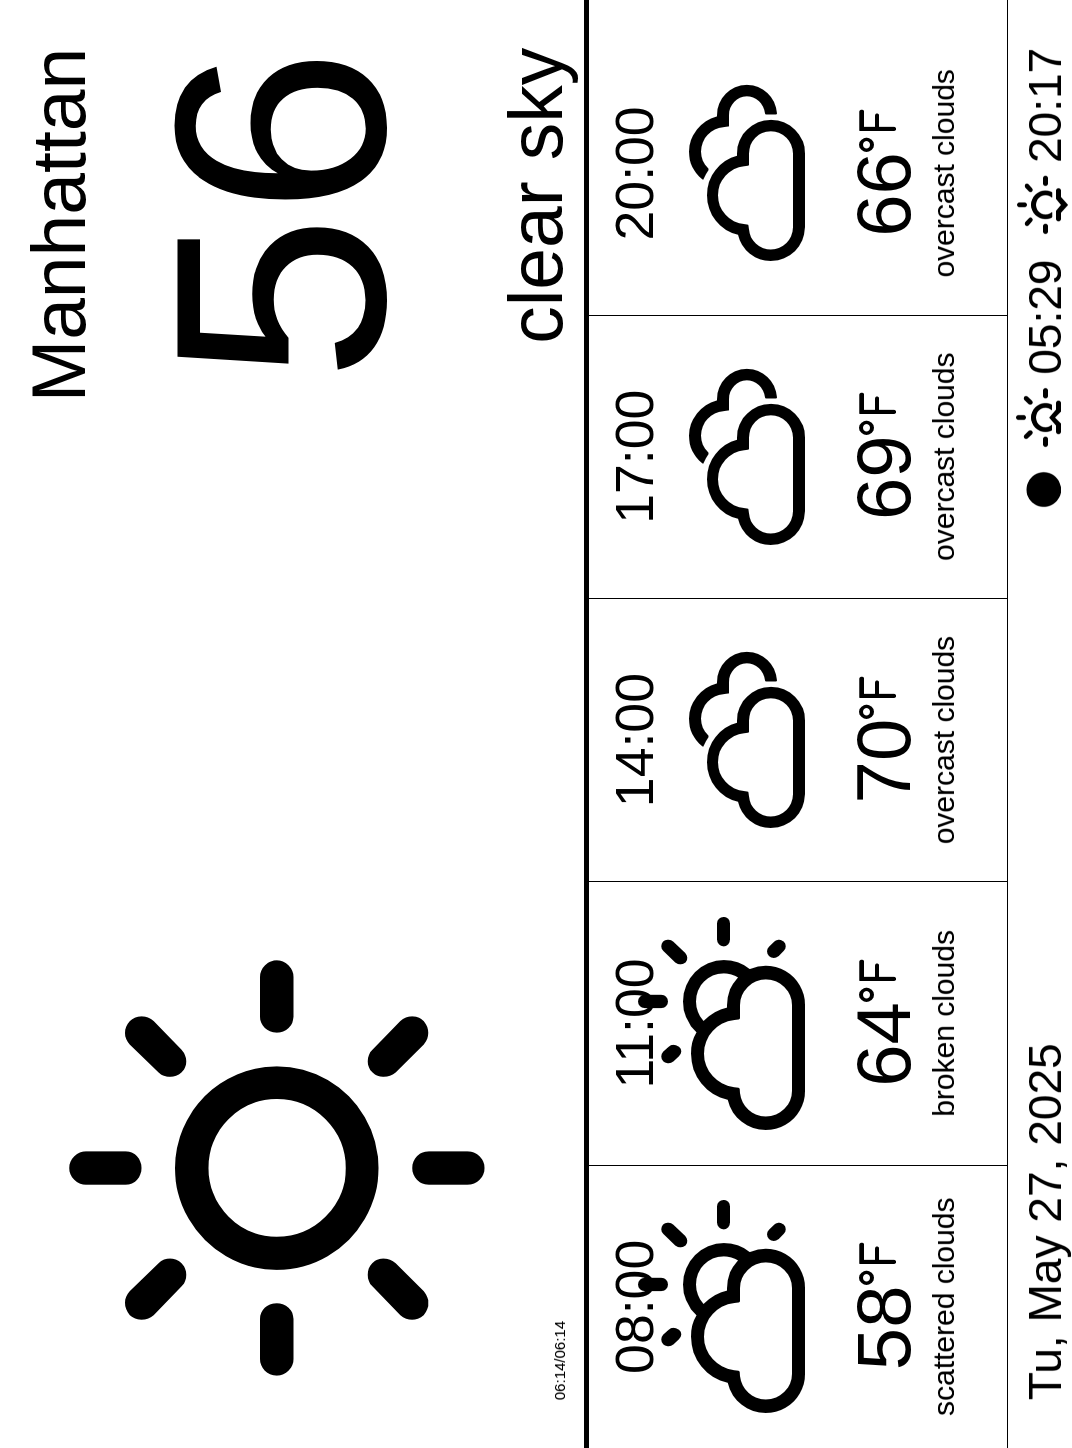 Manhattan
56
clear sky
06:14/06:14
08:00
58°F
scattered clouds
11:00
64°F
broken clouds
14:00
70°F
overcast clouds
17:00
69°F
overcast clouds
20:00
66°F
overcast clouds
Tu, May 27, 2025
05:29 20:17